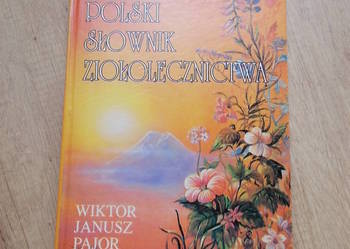 POLSKI
SŁOWNIK
ZIOŁOLECZNICTWA
WIKTOR
JANUSZ
PAJOR